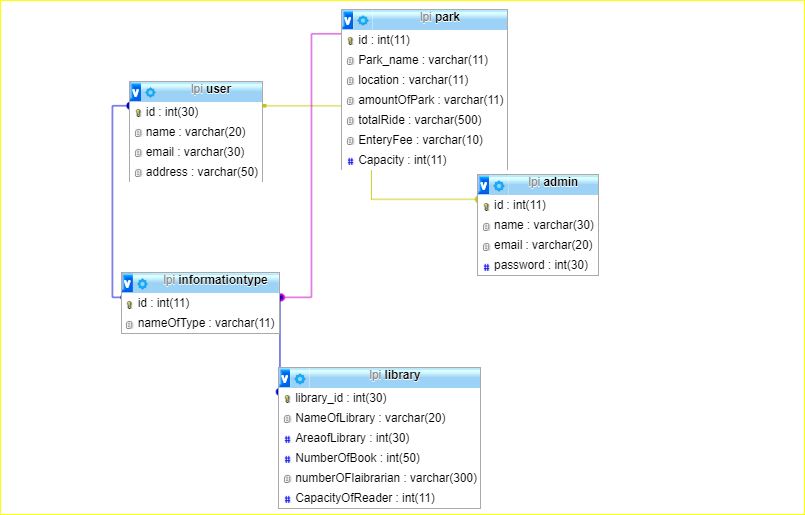 lpi park
id : int(11)
Park_name : varchar(11)
location : varchar(11)
amountOfPark : varchar(11)
totalRide : varchar(500)
EnteryFee : varchar(10)
# Capacity : int(11)
lpi user
id : int(30)
name : varchar(20)
email : varchar(30)
address : varchar(50)
lpi admin
id : int(11)
name : varchar(30)
email : varchar(20)
# password : int(30)
lpi informationtype
id : int(11)
nameOfType : varchar(11)
lpi library
library_id : int(30)
NameOfLibrary : varchar(20)
# AreaofLibrary : int(30)
# NumberOfBook : int(50)
numberOFlaibrarian : varchar(300)
# CapacityOfReader : int(11)